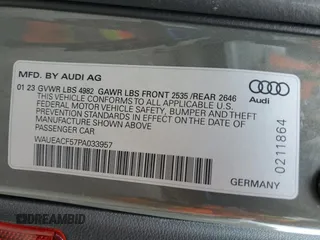 MFD. BY AUDI AG
01 23 GVWR LBS 4982 GAWR LBS FRONT 2535 /REAR 2646
THIS VEHICLE CONFORMS TO ALL APPLICABLE
FEDERAL MOTOR VEHICLE SAFETY, BUMPER AND THEFT
PREVENTION STANDARDS IN EFFECT ON THE DATE OF
MANUFACTURE SHOWN ABOVE
PASSENGER CAR
WAUEACF57PA033957
Audi
0211864
GERMANY
DREAMBID